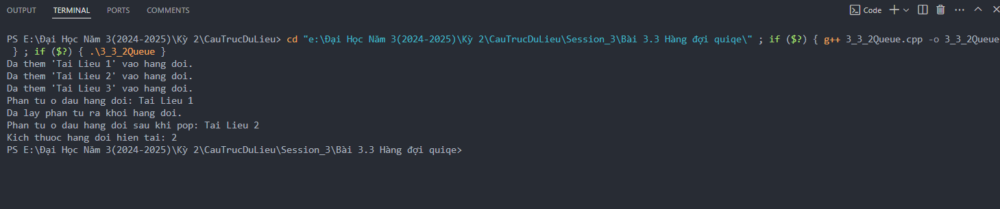 OUTPUT TERMINAL PORTS COMMENTS Code
PS E:\Đại Học Năm 3(2024-2025)\Kỳ 2\CauTrucDuLieu> cd "e:\Đại Học Năm 3(2024-2025)\Kỳ 2\CauTrucDuLieu\Session_3\Bài 3.3 Hàng đợi quiqe\" ; if ($?) { g++ 3_3_2Queue.cpp -o 3_3_2Queue
} ; if ($?) { .\3_3_2Queue }
Da them 'Tai Lieu 1' vao hang doi.
Da them 'Tai Lieu 2' vao hang doi.
Da them 'Tai Lieu 3' vao hang doi.
Phan tu o dau hang doi: Tai Lieu 1
Da lay phan tu ra khoi hang doi.
Phan tu o dau hang doi sau khi pop: Tai Lieu 2
Kich thuoc hang doi hien tai: 2
PS E:\Đại Học Năm 3(2024-2025)\Kỳ 2\CauTrucDuLieu\Session_3\Bài 3.3 Hàng đợi quiqe>